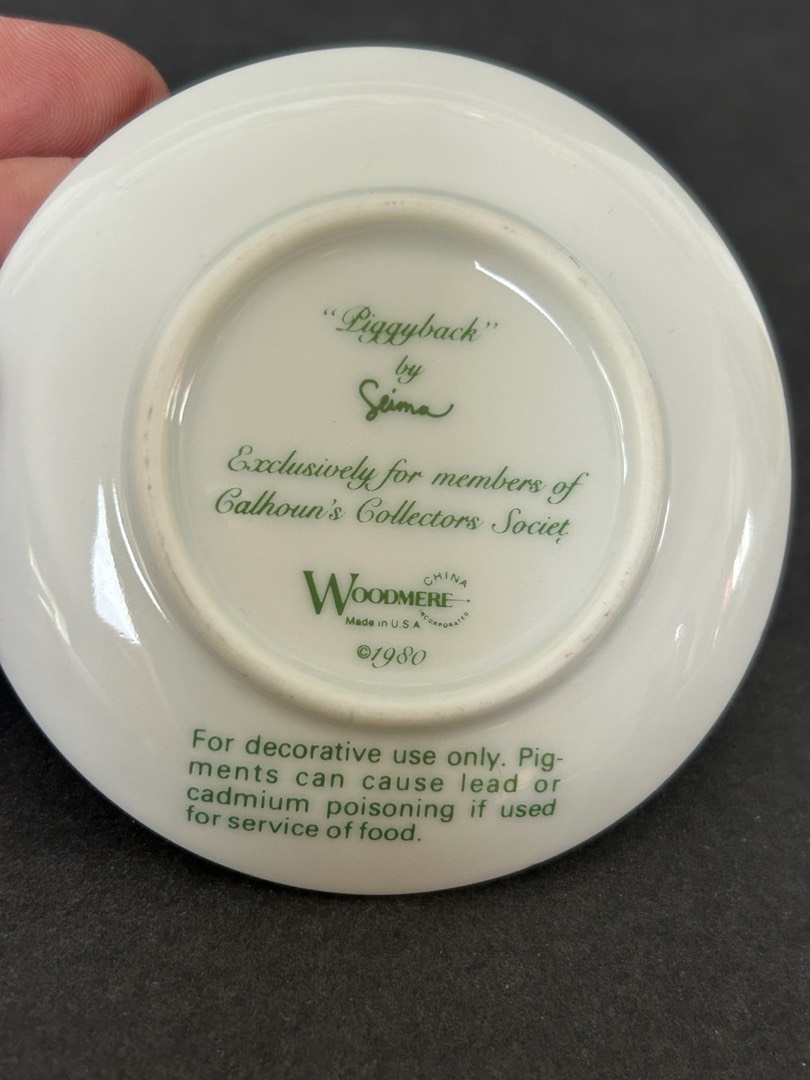 “Piggyback”
by
Seima
Exclusively for members of
Calhoun's Collectors Societ
WOODMERE CHINA INCORPORATED
Made in U.S.A
©1980
For decorative use only. Pig-
ments can cause lead or
cadmium poisoning if used
for service of food.